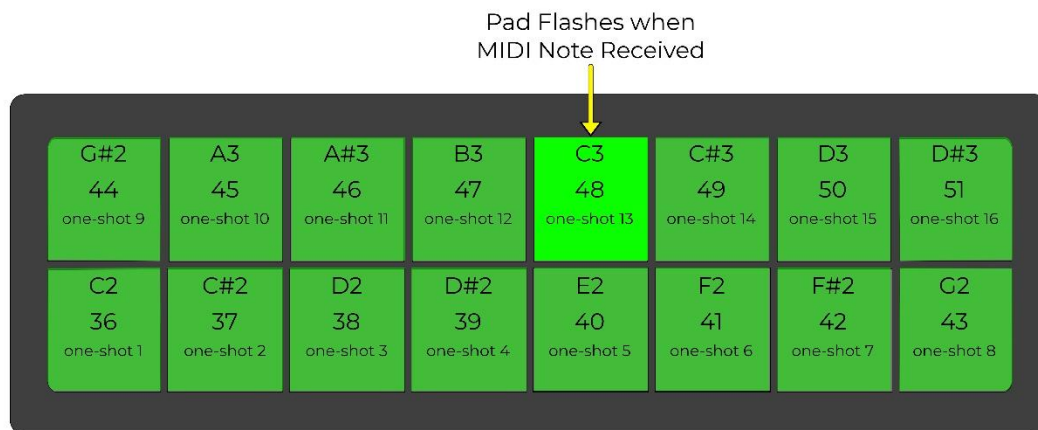 Pad Flashes when
MIDI Note Received
G#2 A3 A#3 B3 C3 C#3 D3 D#3
44 45 46 47 48 49 50 51
one-shot 9 one-shot 10 one-shot 11 one-shot 12 one-shot 13 one-shot 14 one-shot 15 one-shot 16
C2 C#2 D2 D#2 E2 F2 F#2 G2
36 37 38 39 40 41 42 43
one-shot 1 one-shot 2 one-shot 3 one-shot 4 one-shot 5 one-shot 6 one-shot 7 one-shot 8